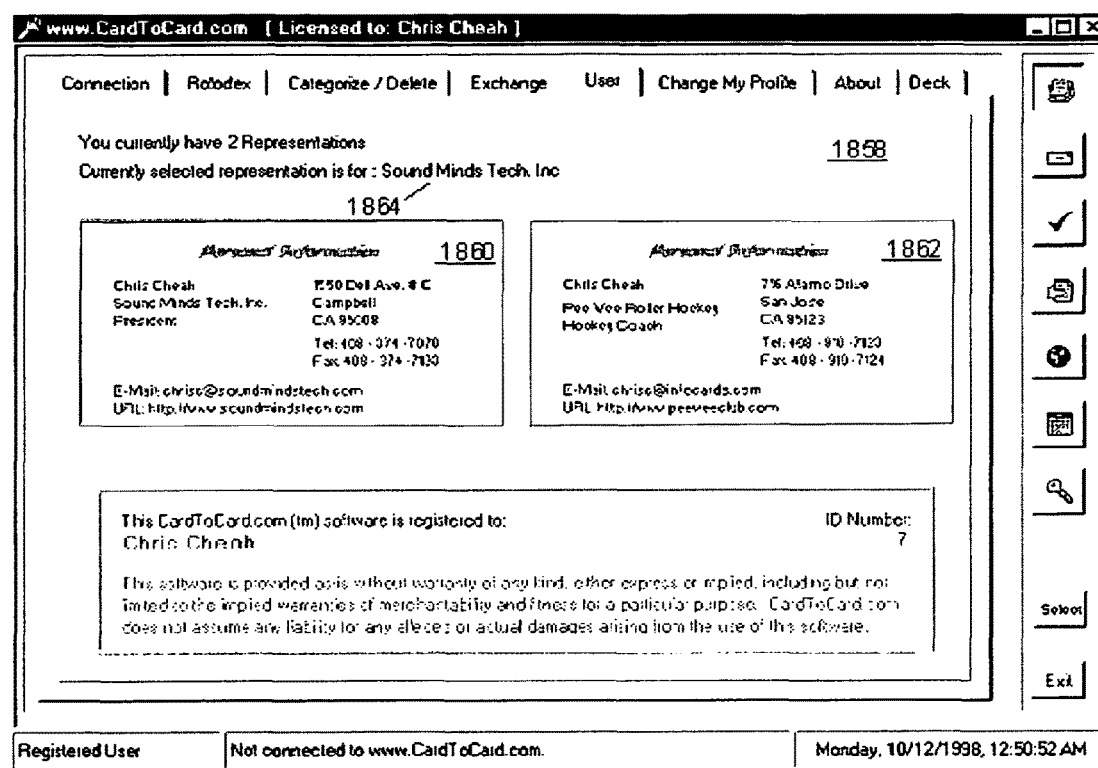 www.CardToCard.com [ Licensed to: Chris Cheah ]
Connection | Rolodex | Categorize / Delete | Exchange User | Change My Profile | About | Deck |
You currently have 2 Representations
1858
Currently selected representation is for : Sound Minds Tech, Inc
1864
Personal Information 1860
Chris Cheah
Sound Minds Tech, Inc.
President
Dell Ave. # C
Campbell
CA 95008
Tel: 408 - 374 -7070
Fax: 408 - 374 -7130
E-Mail: chrisc@soundmindstech.com
URL: http://www.soundmindstech.com
Personal Information 1862
Chris Cheah
Pee Vee Roller Hockey
Hockey Coach
Alamo Drive
San Jose
CA 95123
Tel: 408 - 910 -7123
Fax: 408 - 910 -7124
E-Mail: chrisc@infocards.com
URL: http://www.peeveeclub.com
This CardToCard.com (tm) software is registered to:
Chris Cheah
ID Number:
7
This software is provided as is without warranty of any kind, either express or implied, including but not
limited to the implied warranties of merchantability and fitness for a particular purpose. CardToCard.com
does not assume any liability for any alleged or actual damages arising from the use of this software.
Select
Exit
Registered User
Not connected to www.CardToCard.com.
Monday, 10/12/1998, 12:50:52 AM